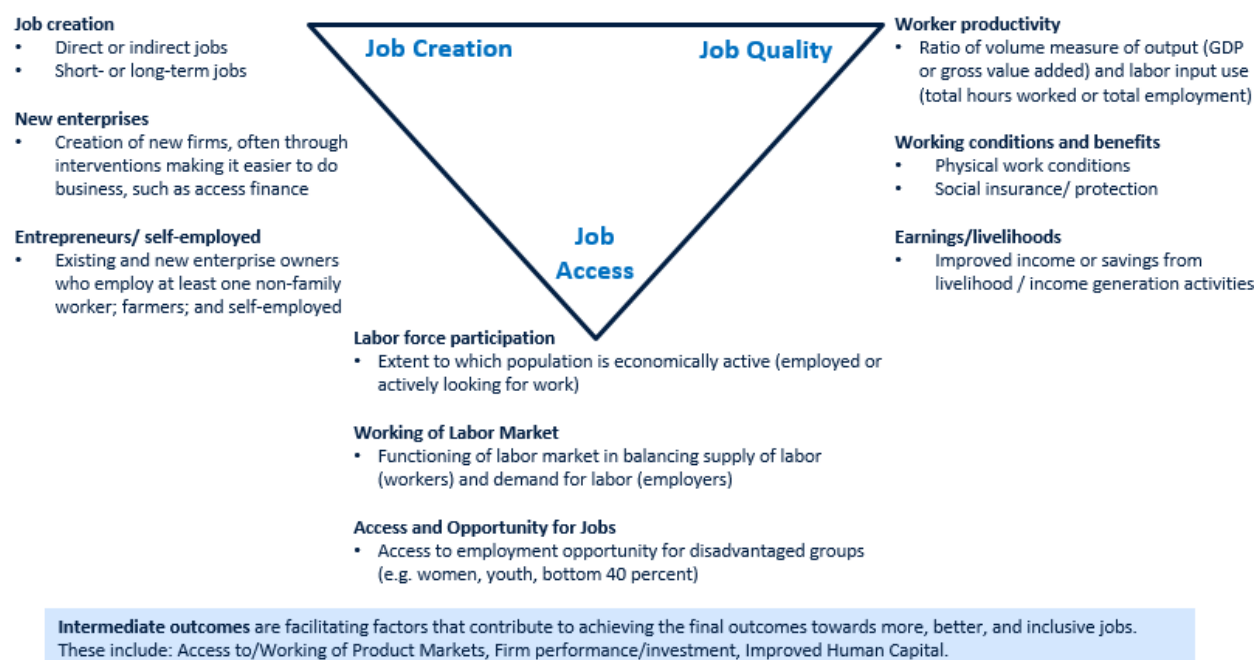 Job creation
• Direct or indirect jobs
• Short- or long-term jobs
New enterprises
• Creation of new firms, often through
interventions making it easier to do
business, such as access finance
Entrepreneurs/ self-employed
• Existing and new enterprise owners
who employ at least one non-family
worker; farmers; and self-employed
Job Creation
Job Quality
Job
Access
Worker productivity
• Ratio of volume measure of output (GDP
or gross value added) and labor input use
(total hours worked or total employment)
Working conditions and benefits
• Physical work conditions
• Social insurance/ protection
Earnings/livelihoods
• Improved income or savings from
livelihood / income generation activities
Labor force participation
• Extent to which population is economically active (employed or
actively looking for work)
Working of Labor Market
• Functioning of labor market in balancing supply of labor
(workers) and demand for labor (employers)
Access and Opportunity for Jobs
• Access to employment opportunity for disadvantaged groups
(e.g. women, youth, bottom 40 percent)
Intermediate outcomes are facilitating factors that contribute to achieving the final outcomes towards more, better, and inclusive jobs.
These include: Access to/Working of Product Markets, Firm performance/investment, Improved Human Capital.